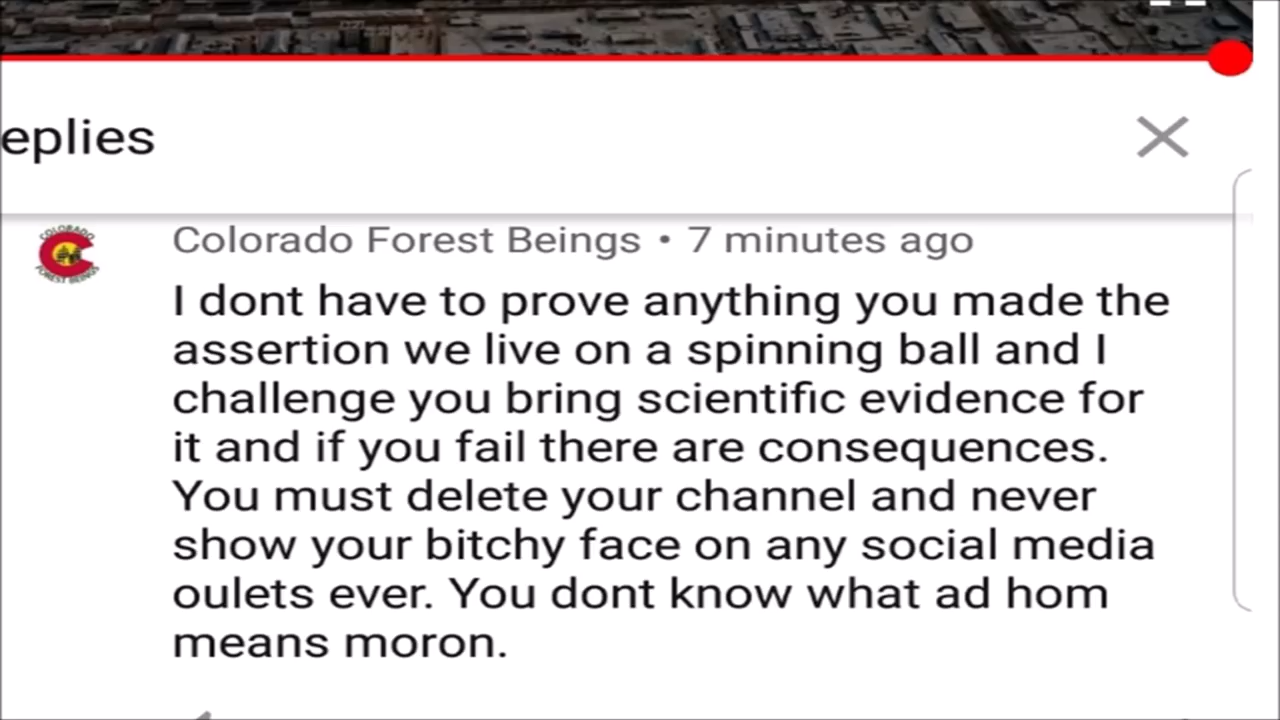 eplies
COLORADO
FOREST BEINGS
Colorado Forest Beings • 7 minutes ago
I dont have to prove anything you made the
assertion we live on a spinning ball and I
challenge you bring scientific evidence for
it and if you fail there are consequences.
You must delete your channel and never
show your bitchy face on any social media
oulets ever. You dont know what ad hom
means moron.